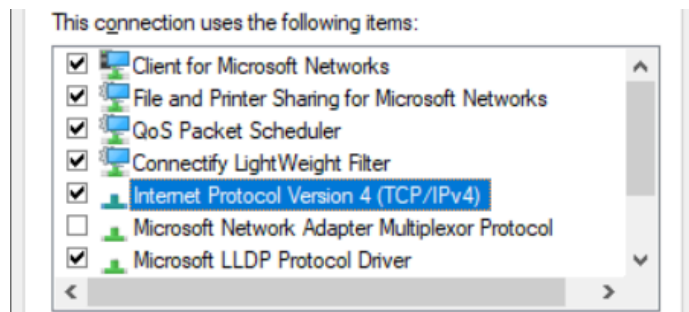 This connection uses the following items:
Client for Microsoft Networks
File and Printer Sharing for Microsoft Networks
QoS Packet Scheduler
Connectify LightWeight Filter
Internet Protocol Version 4 (TCP/IPv4)
Microsoft Network Adapter Multiplexor Protocol
Microsoft LLDP Protocol Driver